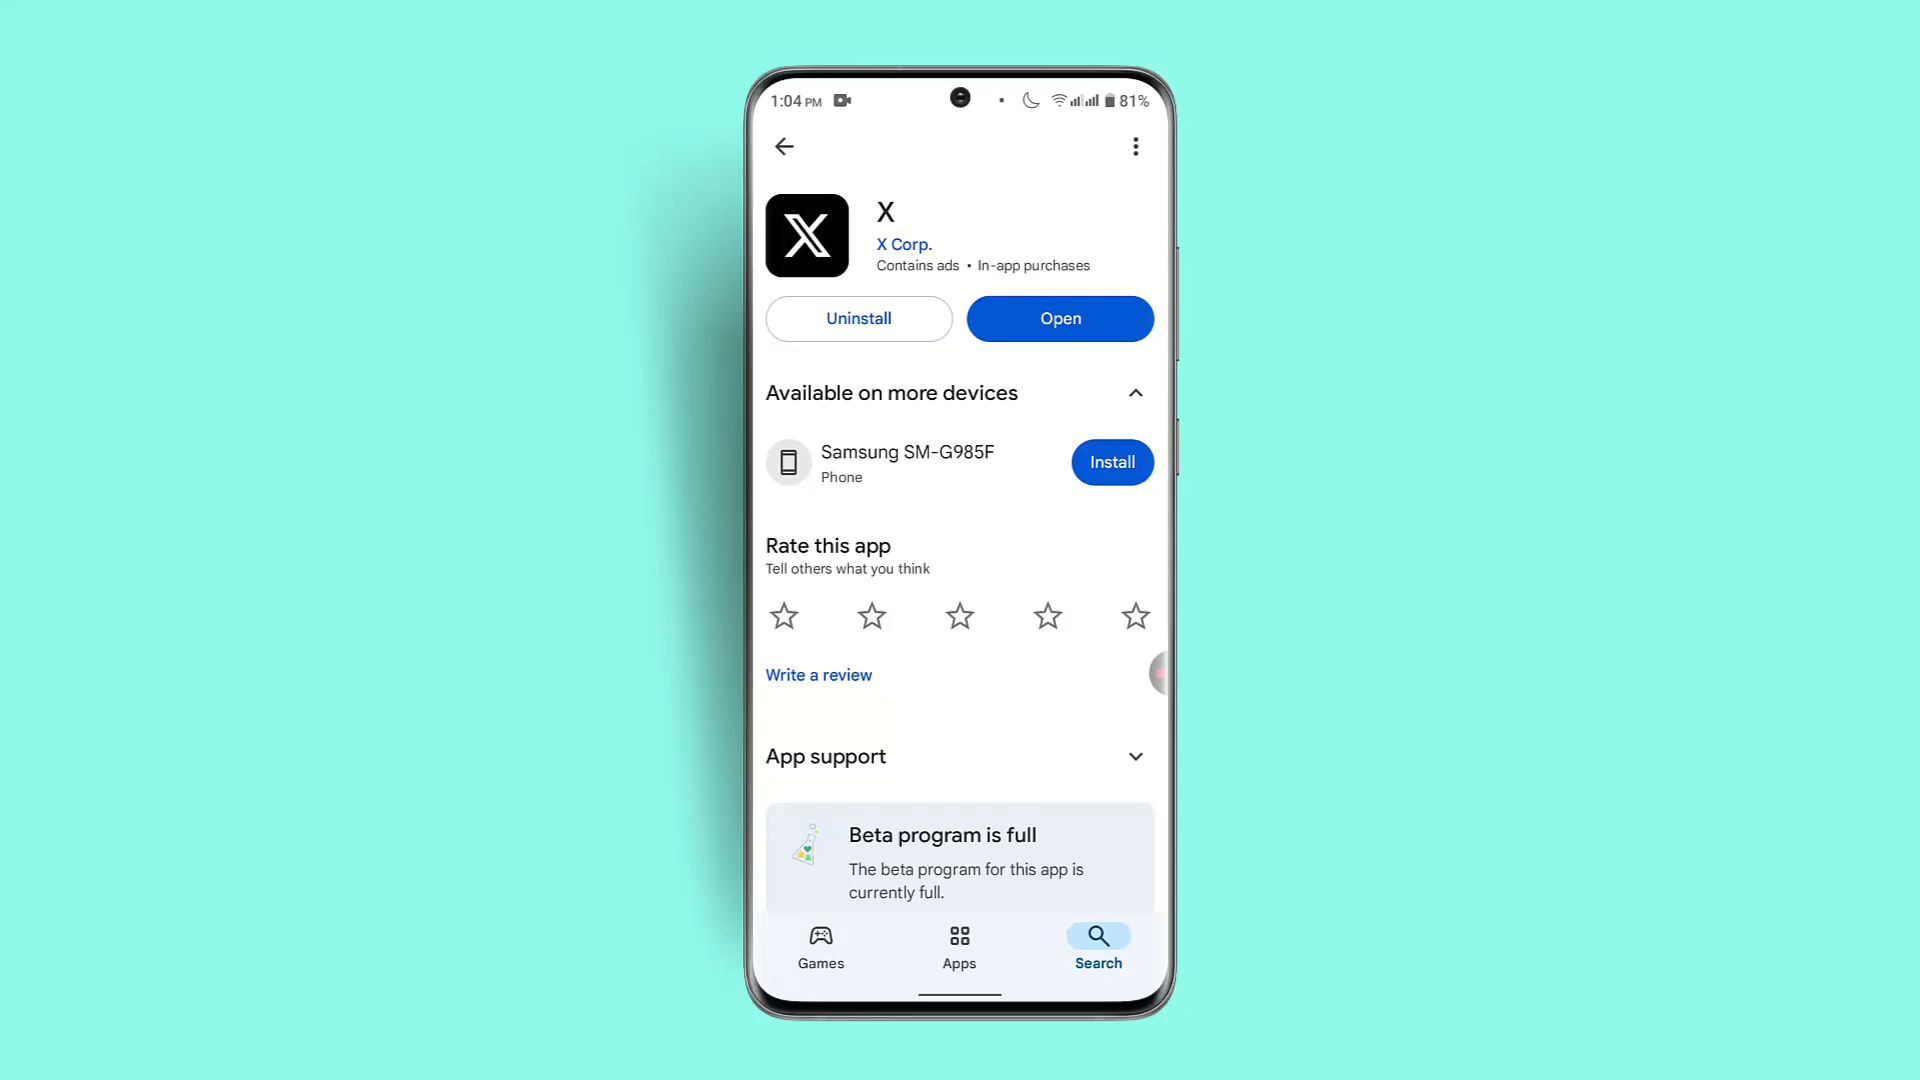 1:04 PM 81%
X
X Corp.
Contains ads • In-app purchases
Uninstall
Open
Available on more devices
Samsung SM-G985F
Phone
Install
Rate this app
Tell others what you think
Write a review
App support
Beta program is full
The beta program for this app is
currently full.
Games
Apps
Search